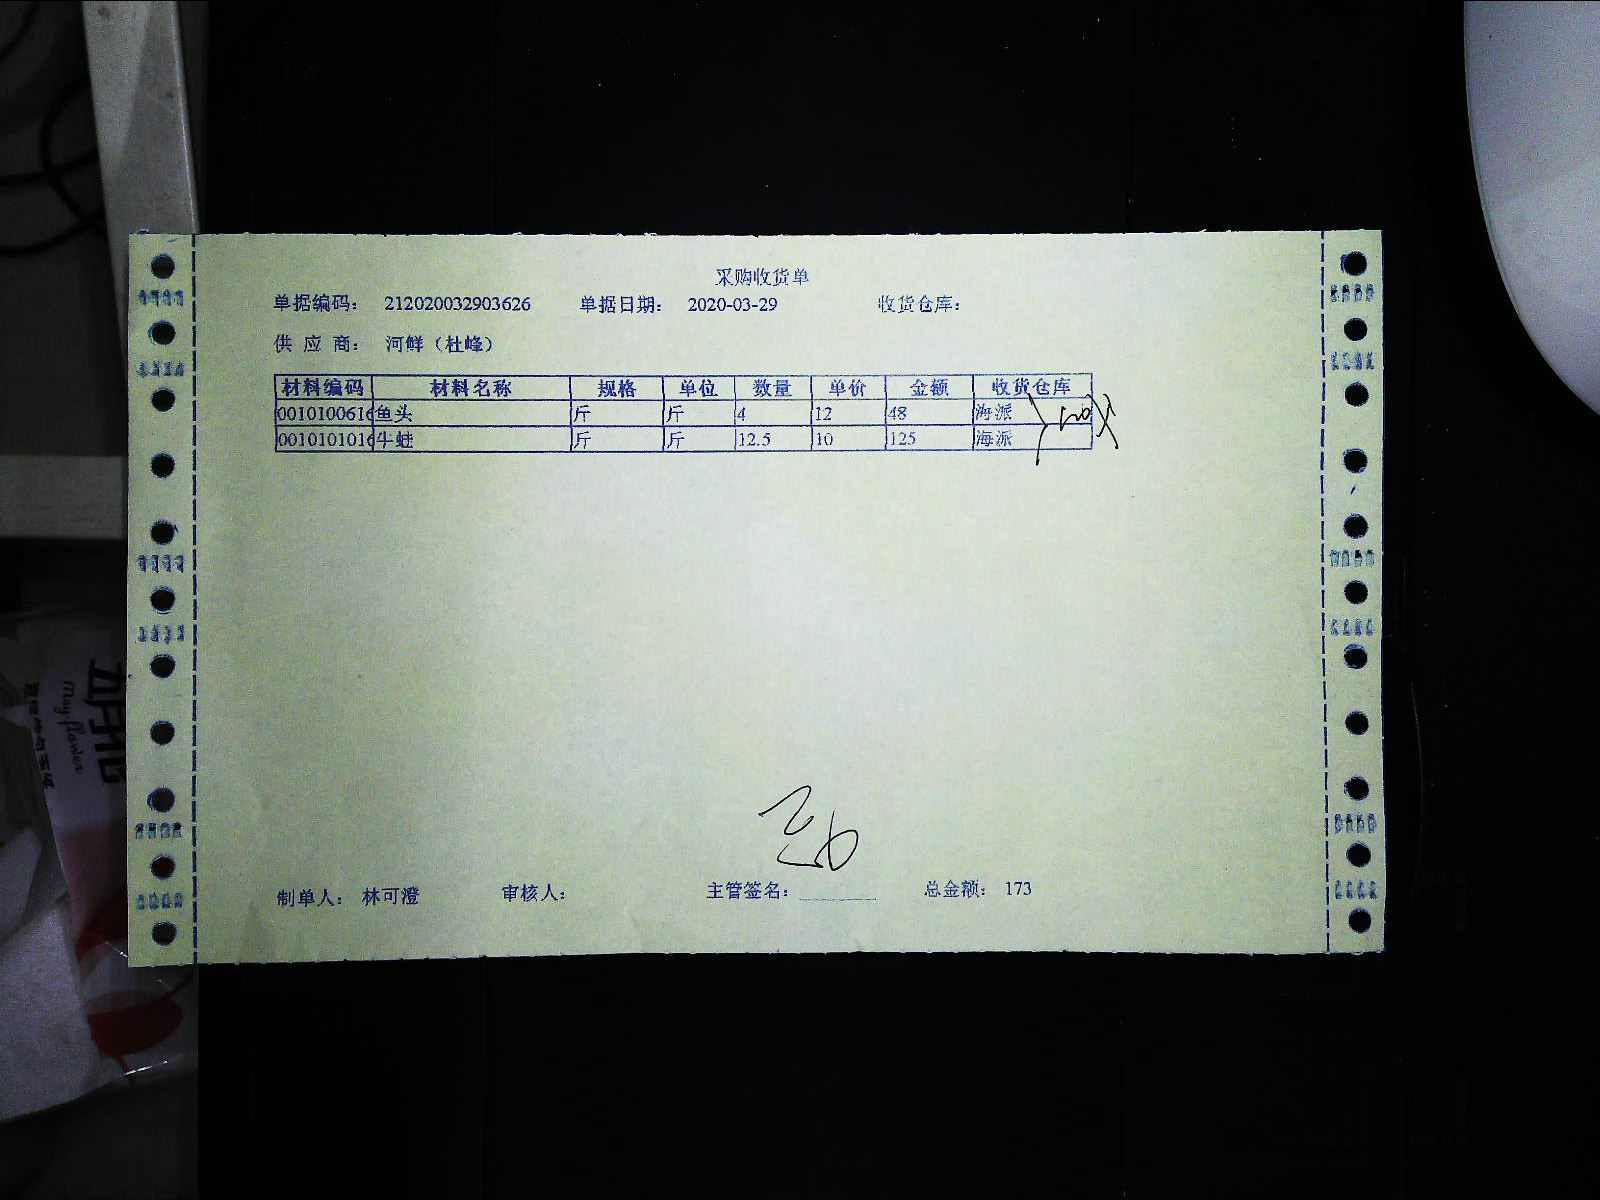 采购收货单
单据编码： 212020032903626 单据日期： 2020-03-29 收货仓库：
供 应 商： 河鲜（杜峰）
材料编码 材料名称 规格 单位 数量 单价 金额 收货仓库
0010100616 鱼头 斤 斤 4 12 48 海派
0010101016 牛蛙 斤 斤 12.5 10 125 海派
制单人： 林可澄 审核人： 主管签名： 总金额： 173
May flower